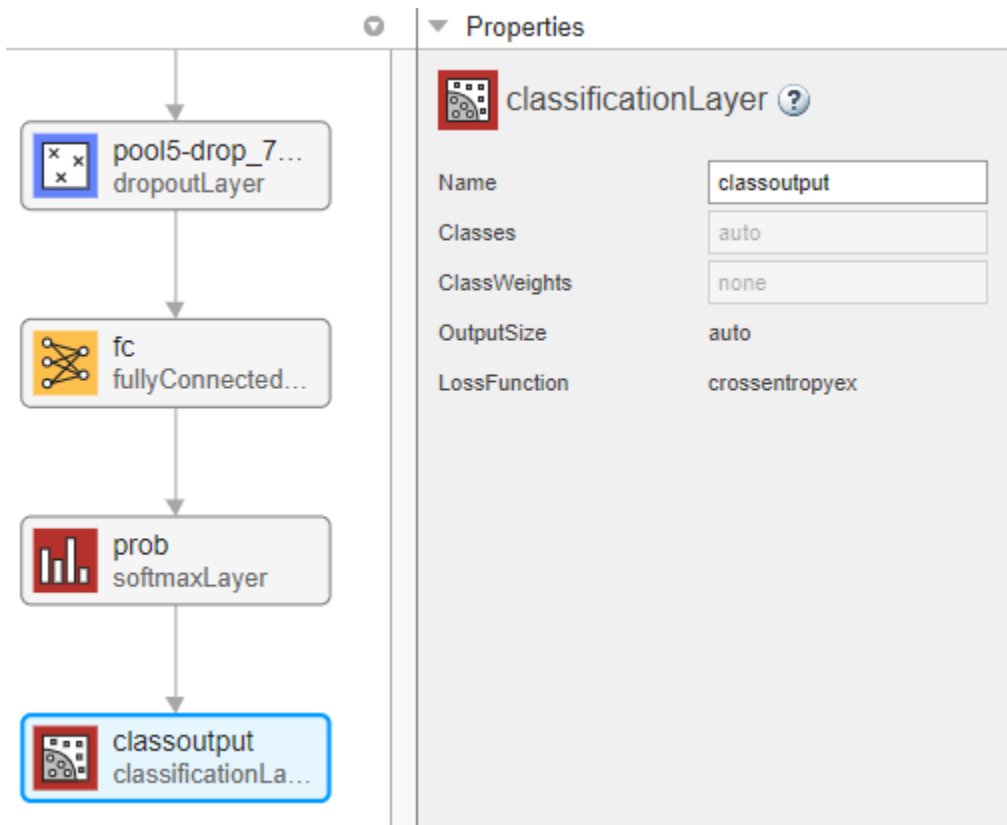 pool5-drop_7...
dropoutLayer
fc
fullyConnected...
prob
softmaxLayer
classoutput
classificationLa...
Properties
classificationLayer ?
Name classoutput
Classes auto
ClassWeights none
OutputSize auto
LossFunction crossentropyex